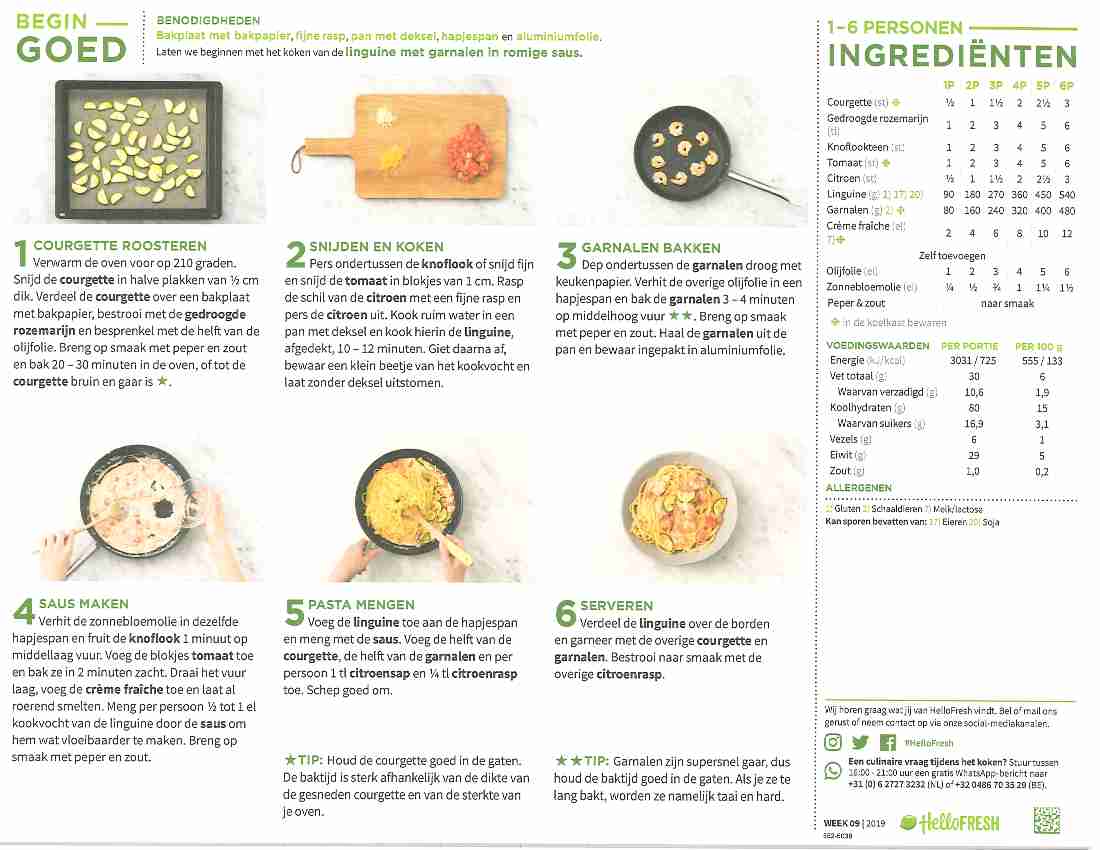 BEGIN
GOED
BENODIGDHEDEN
Bakplaat met bakpapier, fijne rasp, pan met deksel, hapjespan en aluminiumfolie.
Laten we beginnen met het koken van de linguine met garnalen in romige saus.
1 COURGETTE ROOSTEREN
Verwarm de oven voor op 210 graden.
Snijd de courgette in halve plakken van ½ cm
dik. Verdeel de courgette over een bakplaat
met bakpapier, bestrooi met de gedroogde
rozemarijn en besprenkel met de helft van de
olijfolie. Breng op smaak met peper en zout
en bak 20 – 30 minuten in de oven, of tot de
courgette bruin en gaar is ★.
2 SNIJDEN EN KOKEN
Pers ondertussen de knoflook of snijd fijn
en snijd de tomaat in blokjes van 1 cm. Rasp
de schil van de citroen met een fijne rasp en
pers de citroen uit. Kook ruim water in een
pan met deksel en kook hierin de linguine,
afgedekt, 10 – 12 minuten. Giet daarna af,
bewaar een klein beetje van het kookvocht en
laat zonder deksel uitstomen.
3 GARNALEN BAKKEN
Dep ondertussen de garnalen droog met
keukenpapier. Verhit de overige olijfolie in een
hapjespan en bak de garnalen 3 – 4 minuten
op middelhoog vuur ★★. Breng op smaak
met peper en zout. Haal de garnalen uit de
pan en bewaar ingepakt in aluminiumfolie.
4 SAUS MAKEN
Verhit de zonnebloemolie in dezelfde
hapjespan en fruit de knoflook 1 minuut op
middellaag vuur. Voeg de blokjes tomaat toe
en bak ze in 2 minuten zacht. Draai het vuur
laag, voeg de crème fraîche toe en laat al
roerend smelten. Meng per persoon ½ tot 1 el
kookvocht van de linguine door de saus om
hem wat vloeibaarder te maken. Breng op
smaak met peper en zout.
5 PASTA MENGEN
Voeg de linguine toe aan de hapjespan
en meng met de saus. Voeg de helft van de
courgette, de helft van de garnalen en per
persoon 1 tl citroensap en ¼ tl citroenrasp
toe. Schep goed om.
★TIP: Houd de courgette goed in de gaten.
De baktijd is sterk afhankelijk van de dikte van
de gesneden courgette en van de sterkte van
je oven.
6 SERVEREN
Verdeel de linguine over de borden
en garneer met de overige courgette en
garnalen. Bestrooi naar smaak met de
overige citroenrasp.
★★TIP: Garnalen zijn supersnel gaar, dus
houd de baktijd goed in de gaten. Als je ze te
lang bakt, worden ze namelijk taai en hard.
1–6 PERSONEN
INGREDIËNTEN
1P 2P 3P 4P 5P 6P
Courgette (st) ½ 1 1½ 2 2½ 3
Gedroogde rozemarijn
(tl) 1 2 3 4 5 6
Knoflookteen (st) 1 2 3 4 5 6
Tomaat (st) 1 2 3 4 5 6
Citroen (st) ½ 1 1½ 2 2½ 3
Linguine (g) 1) 17) 20) 90 180 270 360 450 540
Garnalen (g) 2) 80 160 240 320 400 480
Crème fraîche (el)
7) 2 4 6 8 10 12
Zelf toevoegen
Olijfolie (el) 1 2 3 4 5 6
Zonnebloemolie (el) ¼ ½ ¾ 1 1¼ 1½
Peper & zout naar smaak
in de koelkast bewaren
VOEDINGSWAARDEN PER PORTIE PER 100 g
Energie (kJ/kcal) 3031 / 725 555 / 133
Vet totaal (g) 30 6
Waarvan verzadigd (g) 10,6 1,9
Koolhydraten (g) 80 15
Waarvan suikers (g) 16,9 3,1
Vezels (g) 6 1
Eiwit (g) 29 5
Zout (g) 1,0 0,2
ALLERGENEN
1) Gluten 2) Schaaldieren 7) Melk/lactose
Kan sporen bevatten van: 17) Eieren 20) Soja
Wij horen graag wat jij van HelloFresh vindt. Bel of mail ons
gerust of neem contact op via onze social-mediakanalen.
#HelloFresh
Een culinaire vraag tijdens het koken? Stuur tussen
16:00 - 21:00 uur een gratis WhatsApp-bericht naar
+31 (0) 6 2727 3232 (NL) of +32 0486 70 35 29 (BE).
WEEK 09 | 2019
HelloFRESH